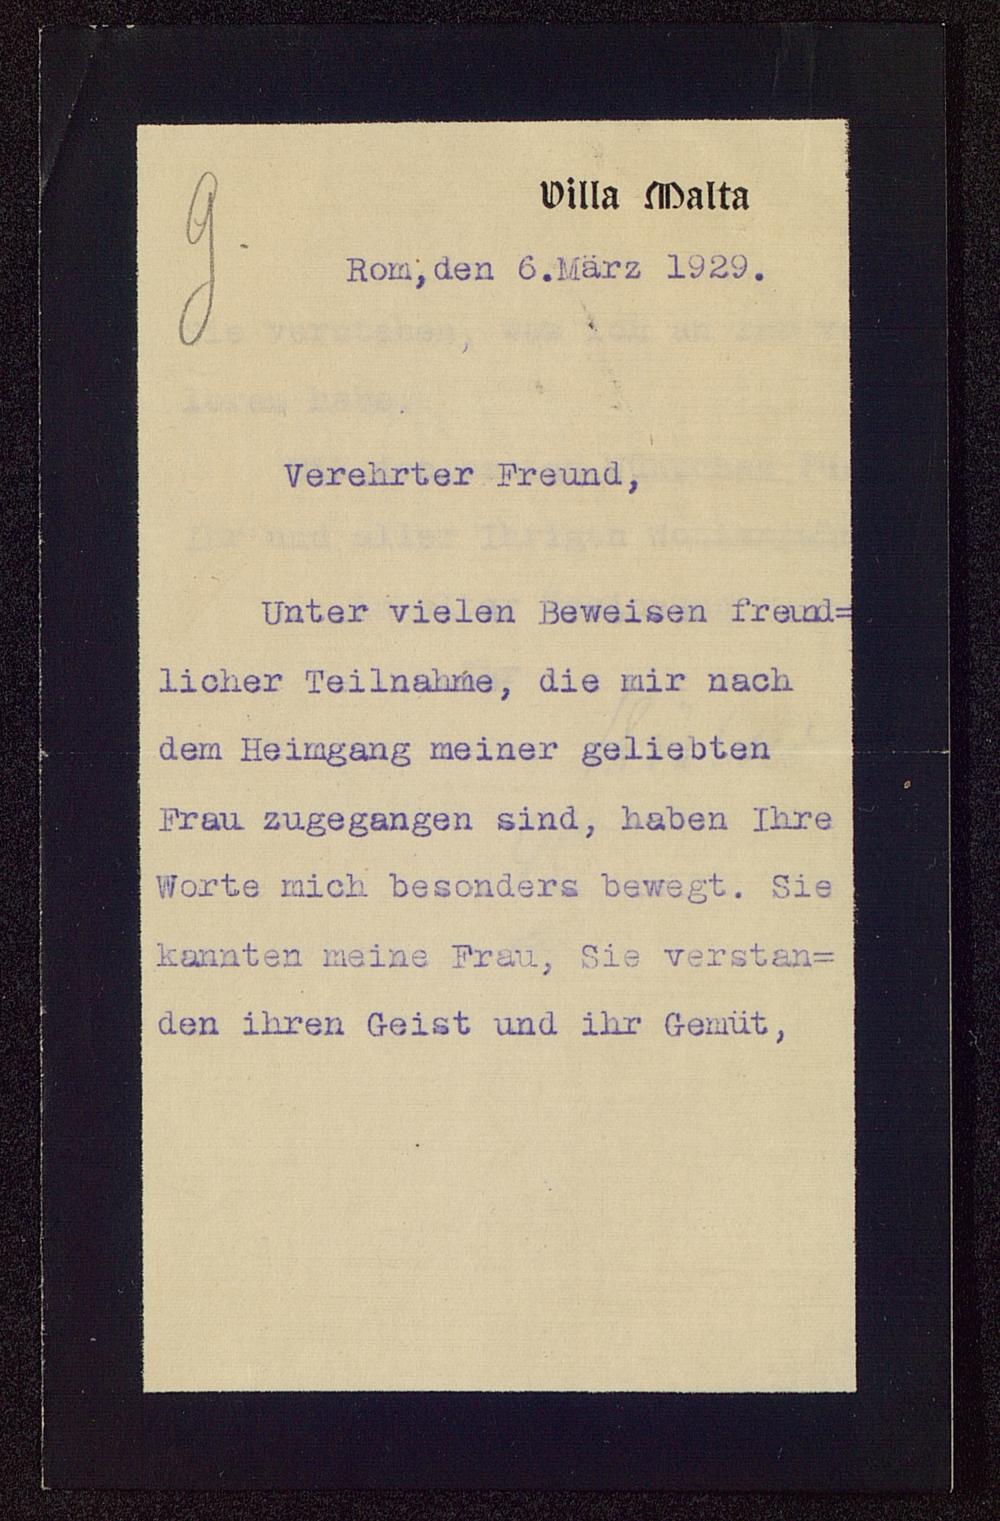 g.
Villa Malta
Rom, den 6.März 1929.
Verehrter Freund,
Unter vielen Beweisen freund=
licher Teilnahme, die mir nach
dem Heimgang meiner geliebten
Frau zugegangen sind, haben Ihre
Worte mich besonders bewegt. Sie
kannten meine Frau, Sie verstan=
den ihren Geist und ihr Gemüt,